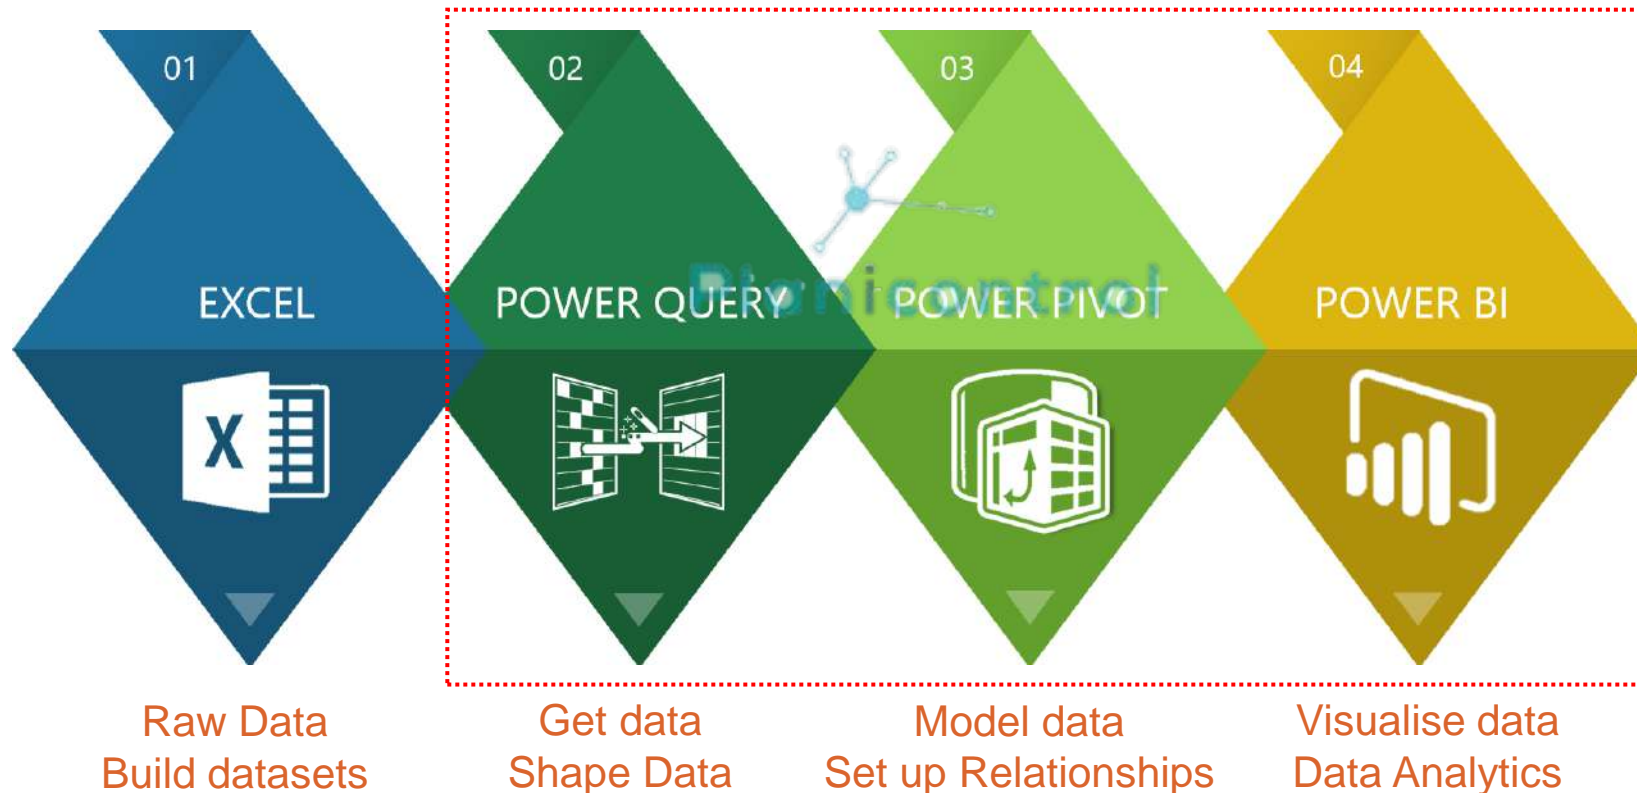 01
02
03
04
EXCEL
POWER QUERY
POWER PIVOT
POWER BI
X
Planicontrol
Raw Data
Build datasets
Get data
Shape Data
Model data
Set up Relationships
Visualise data
Data Analytics